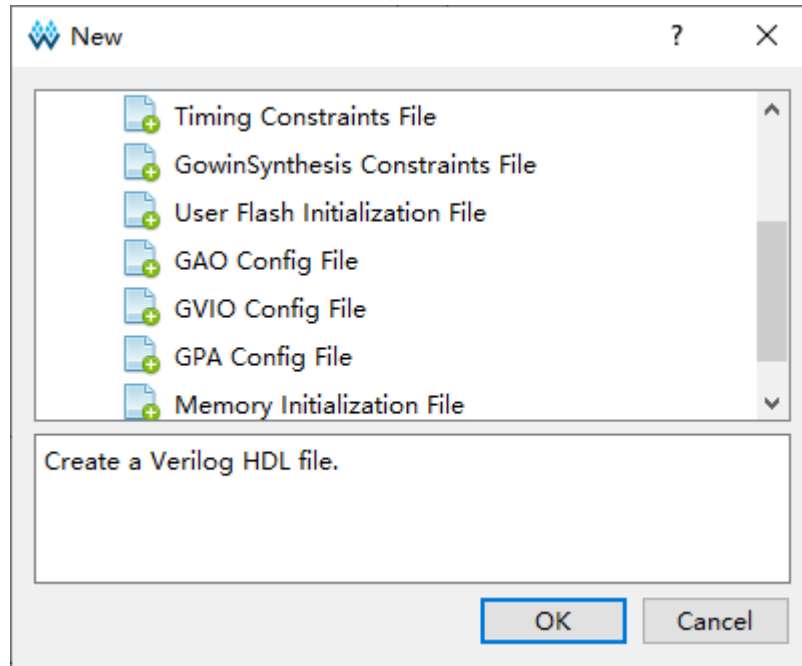 New
?
Timing Constraints File
GowinSynthesis Constraints File
User Flash Initialization File
GAO Config File
GVIO Config File
GPA Config File
Memory Initialization File
Create a Verilog HDL file.
OK Cancel